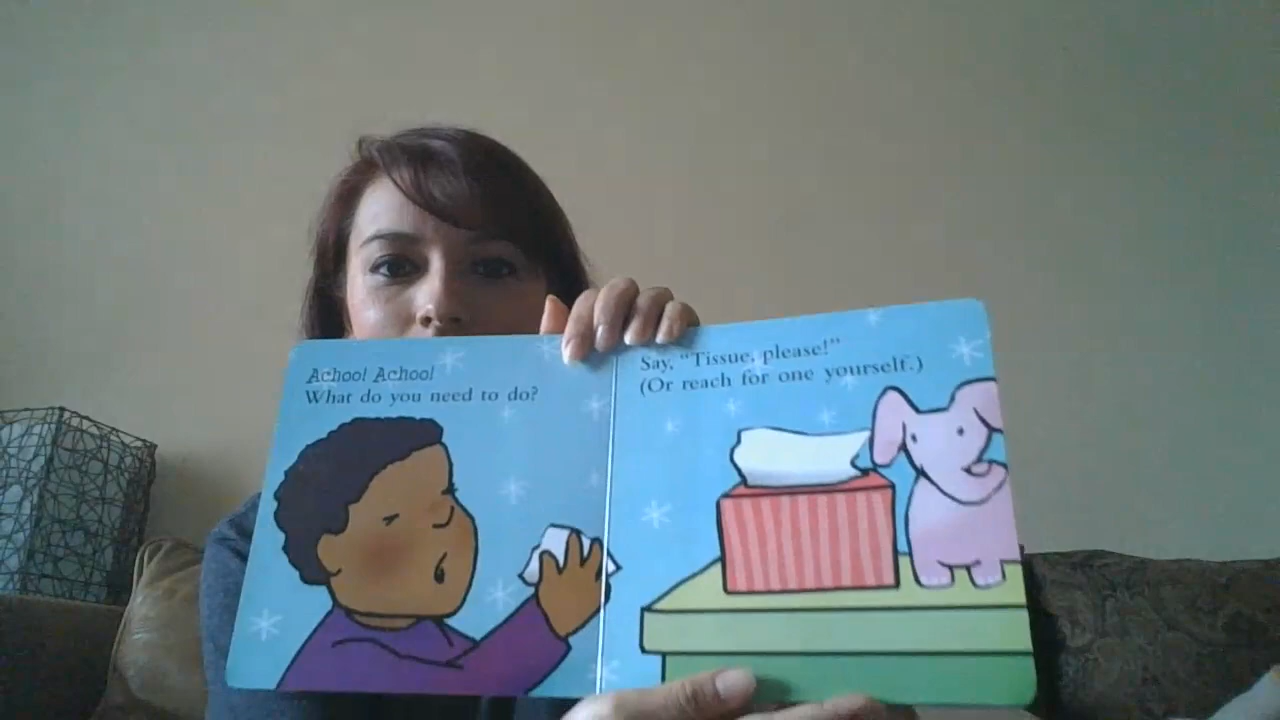 Achoo! Achoo!
What do you need to do?
Say, “Tissue, please!”
(Or reach for one yourself.)